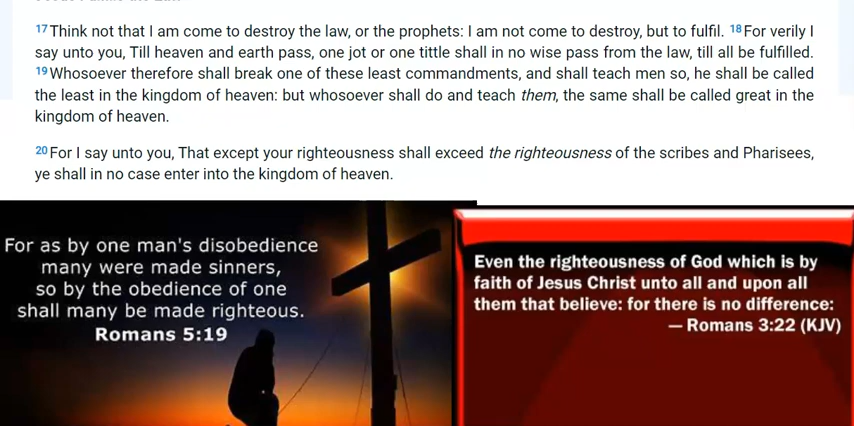 17 Think not that I am come to destroy the law, or the prophets: I am not come to destroy, but to fulfil. 18 For verily I
say unto you, Till heaven and earth pass, one jot or one tittle shall in no wise pass from the law, till all be fulfilled.
19 Whosoever therefore shall break one of these least commandments, and shall teach men so, he shall be called
the least in the kingdom of heaven: but whosoever shall do and teach them, the same shall be called great in the
kingdom of heaven.
20 For I say unto you, That except your righteousness shall exceed the righteousness of the scribes and Pharisees,
ye shall in no case enter into the kingdom of heaven.
For as by one man's disobedience
many were made sinners,
so by the obedience of one
shall many be made righteous.
Romans 5:19
Even the righteousness of God which is by
faith of Jesus Christ unto all and upon all
them that believe: for there is no difference:
— Romans 3:22 (KJV)